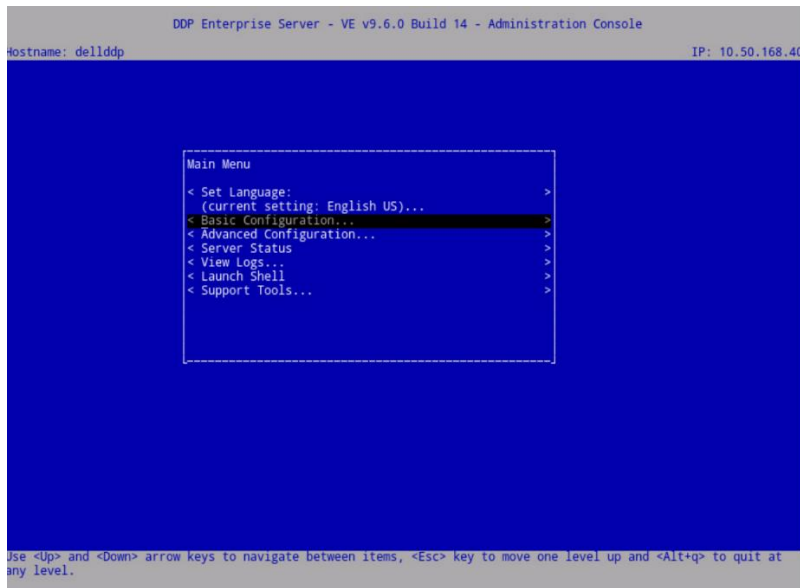 DDP Enterprise Server - VE v9.6.0 Build 14 - Administration Console
Hostname: dellddp IP: 10.50.168.40
Main Menu
< Set Language: >
(current setting: English US)...
< Basic Configuration... >
< Advanced Configuration... >
< Server Status >
< View Logs... >
< Launch Shell >
< Support Tools... >
Use <Up> and <Down> arrow keys to navigate between items, <Esc> key to move one level up and <Alt+q> to quit at
any level.